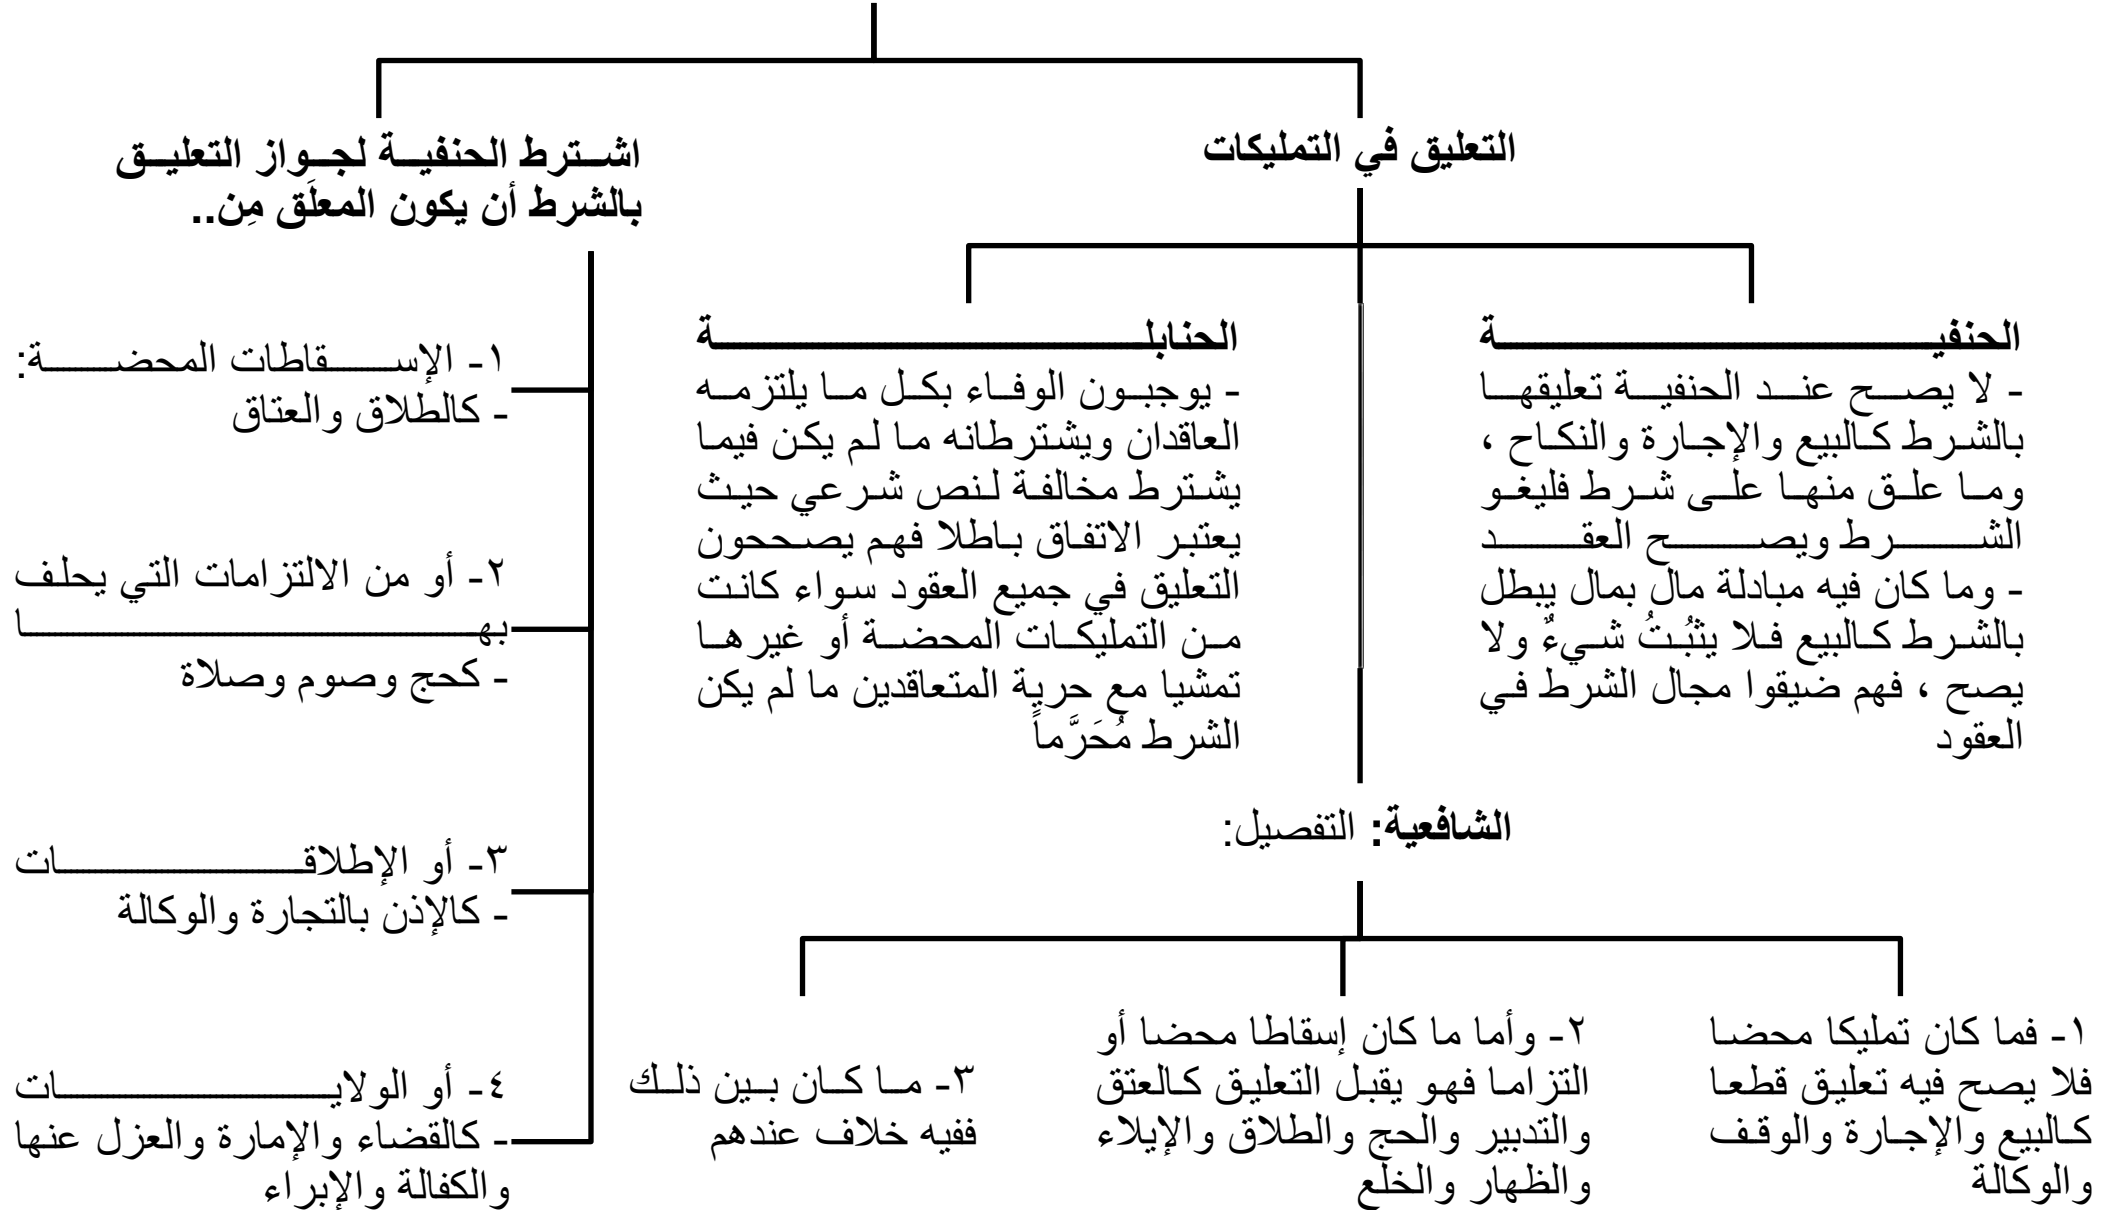 التعليق في التمليكات
الحنفية
- لا يصح عند الحنفية تعليقها
بالشرط كالبيع والإجارة والنكاح ،
وما علق منها على شرط فليغو
الشرط ويصح العقد
- وما كان فيه مبادلة مال بمال يبطل
بالشرط كالبيع فلا يثبُتُ شيءٌ ولا
يصح ، فهم ضيقوا مجال الشرط في
العقود
الحنابلة
- يوجبون الوفاء بكل ما يلتزمه
العاقدان ويشترطانه ما لم يكن فيما
يشترط مخالفة لنص شرعي حيث
يعتبر الاتفاق باطلا فهم يصححون
التعليق في جميع العقود سواء كانت
من التمليكات المحضة أو غيرها
تمشيا مع حرية المتعاقدين ما لم يكن
الشرط مُحَرَّماً
الشافعية: التفصيل:
١- فما كان تمليكا محضا
فلا يصح فيه تعليق قطعا
كالبيع والإجارة والوقف
والوكالة
٢- وأما ما كان إسقاطا محضا أو
التزاما فهو يقبل التعليق كالعتق
والتدبير والحج والطلاق والإيلاء
والظهار والخلع
٣- ما كان بين ذلك
ففيه خلاف عندهم
اشترط الحنفية لجواز التعليق
بالشرط أن يكون المعلَق مِن..
١- الإسقاطات المحضة:
- كالطلاق والعتاق
٢- أو من الالتزامات التي يحلف
بها
- كحج وصوم وصلاة
٣- أو الإطلاقات
- كالإذن بالتجارة والوكالة
٤- أو الولايات
- كالقضاء والإمارة والعزل عنها
والكفالة والإبراء